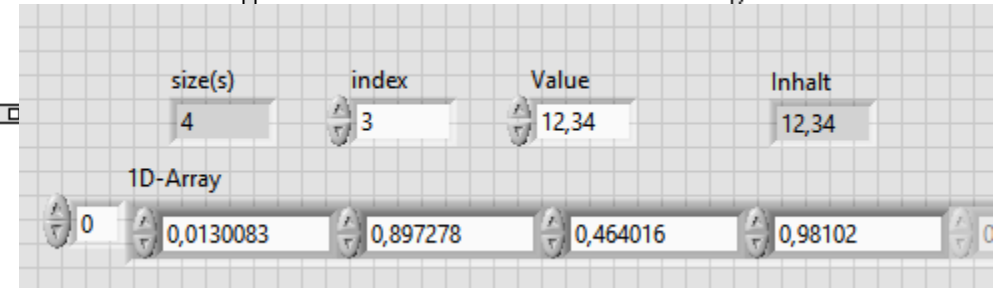 size(s) index Value Inhalt
4 3 12,34 12,34
1D-Array
0 0,0130083 0,897278 0,464016 0,98102 0